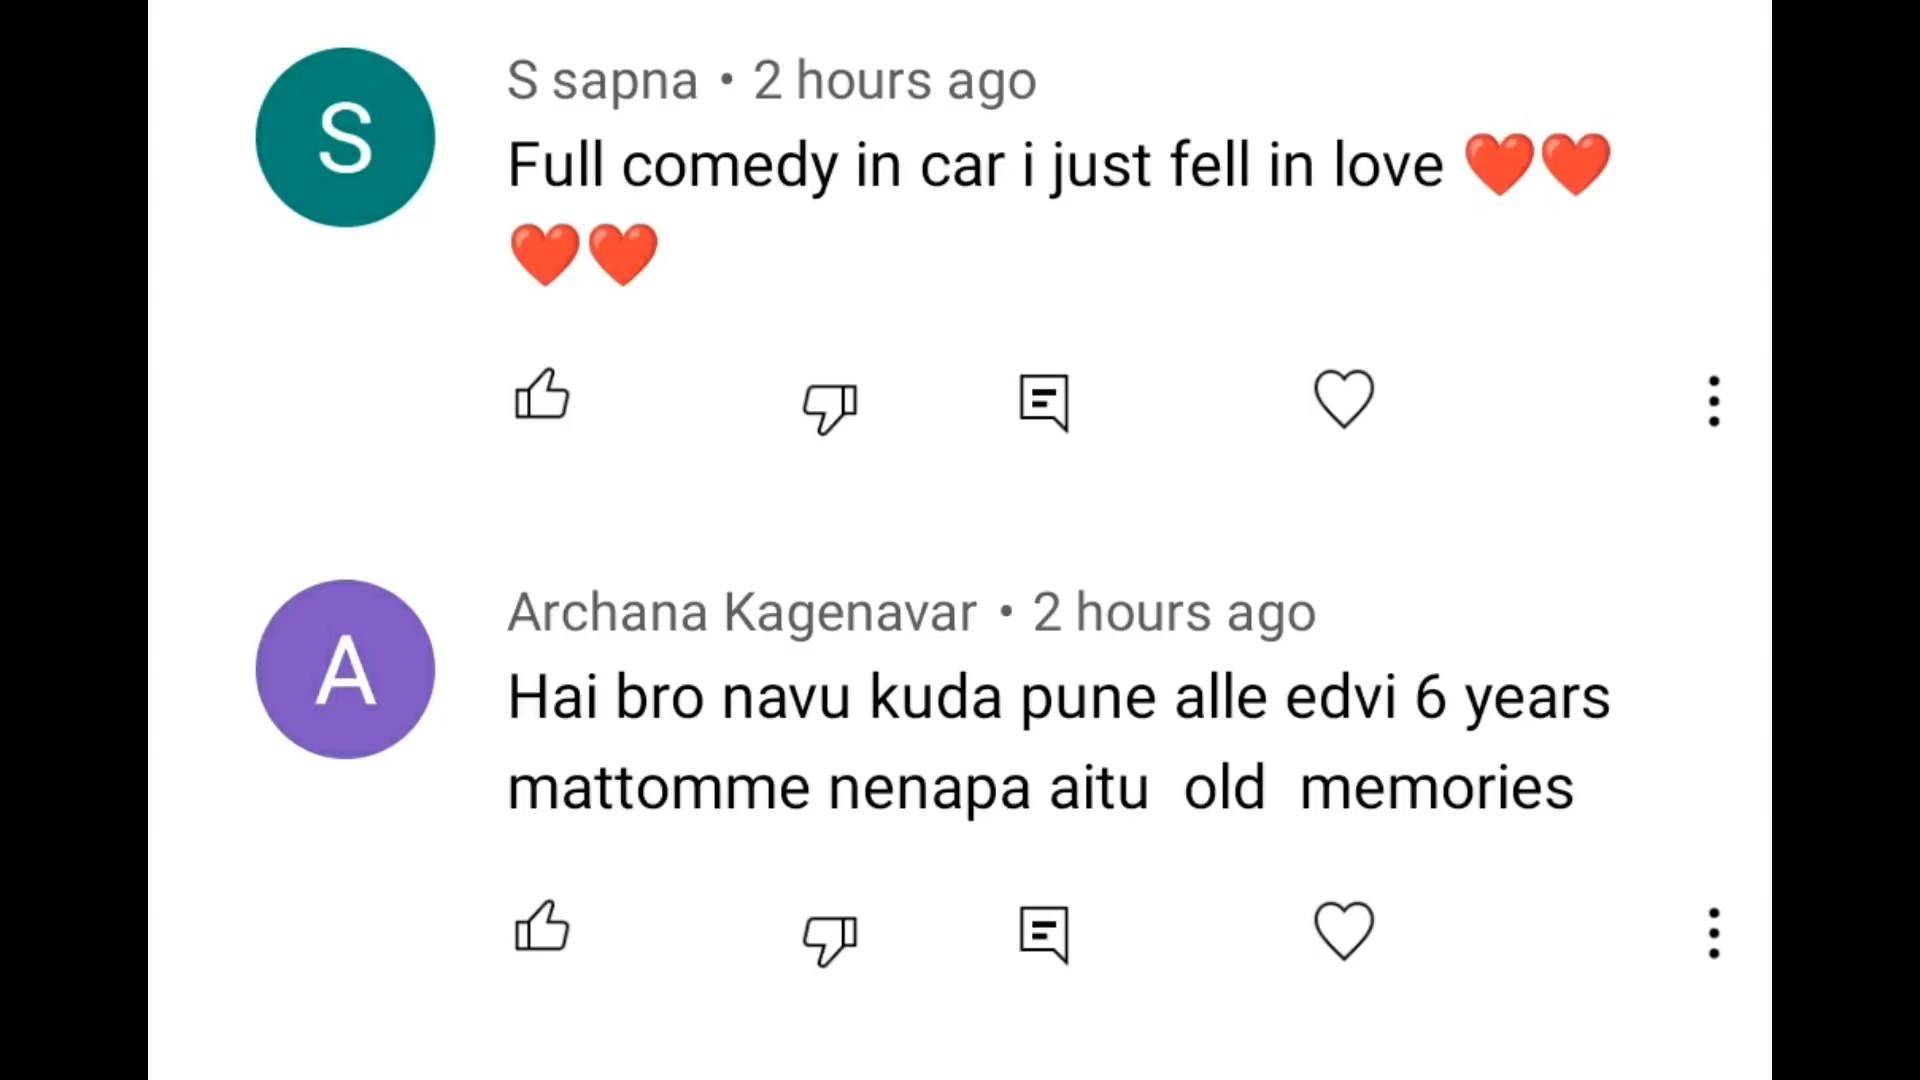 S
S sapna • 2 hours ago
Full comedy in car i just fell in love ❤️❤️
❤️❤️
A
Archana Kagenavar • 2 hours ago
Hai bro navu kuda pune alle edvi 6 years
mattomme nenapa aitu  old  memories